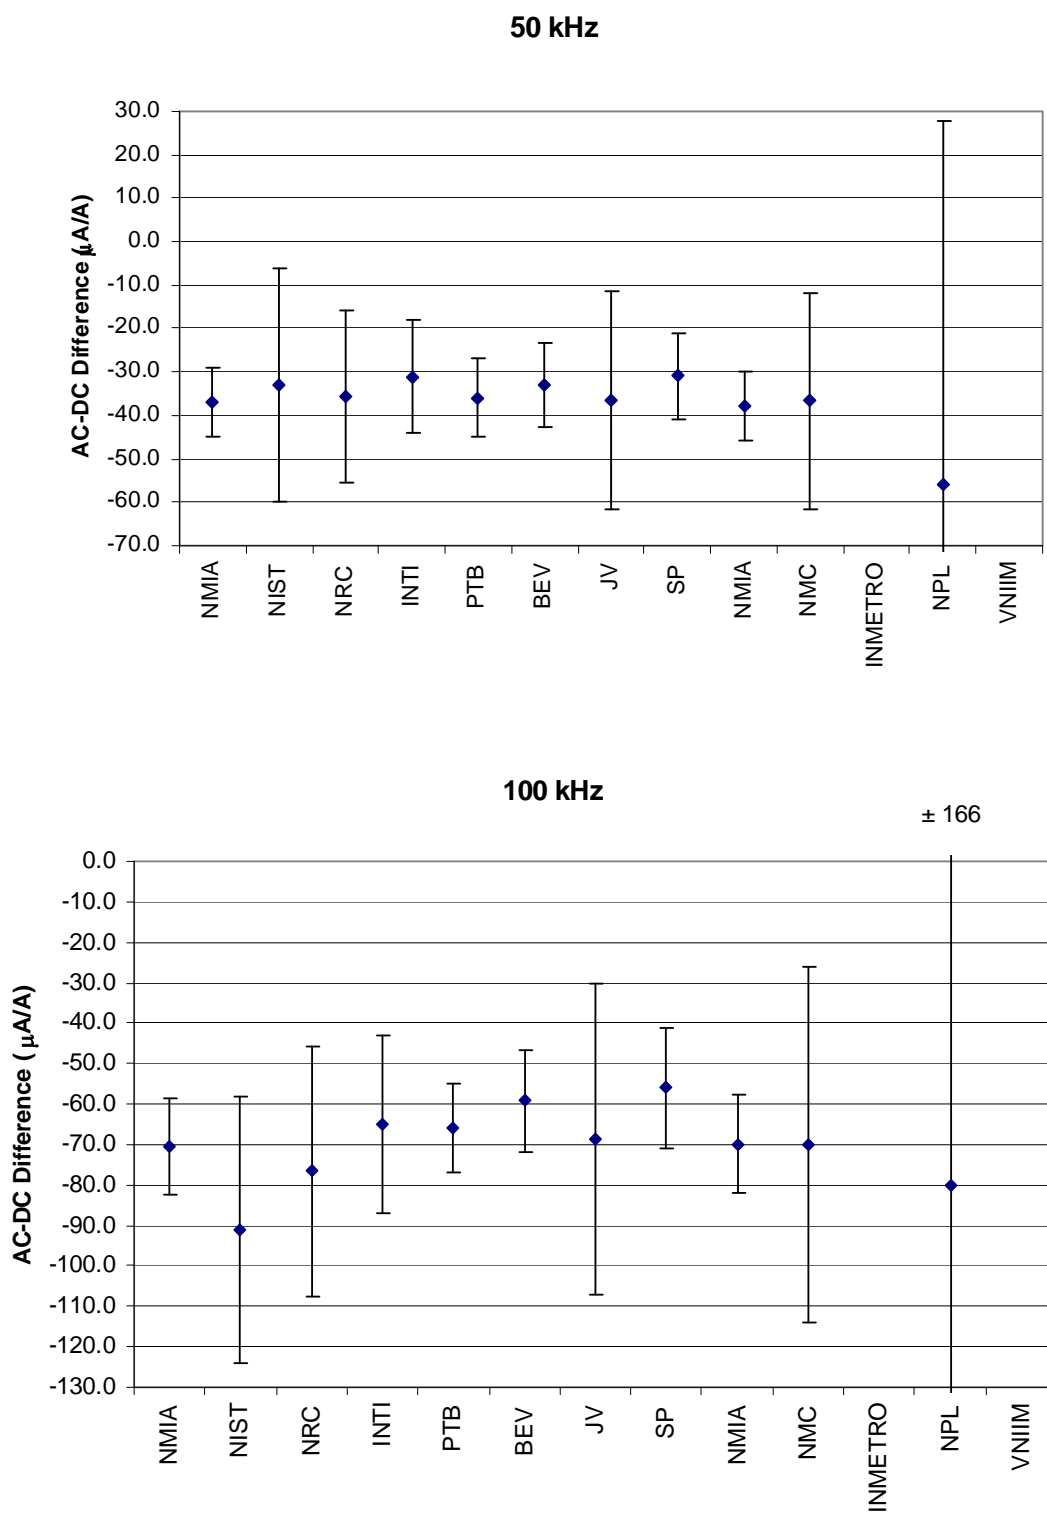 50 kHz
30.0
20.0
10.0
0.0
-10.0
-20.0
-30.0
-40.0
-50.0
-60.0
-70.0
AC-DC Difference (μA/A)
NMIA
NIST
NRC
INTI
PTB
BEV
JV
SP
NMIA
NMC
INMETRO
NPL
VNIIM
100 kHz
± 166
0.0
-10.0
-20.0
-30.0
-40.0
-50.0
-60.0
-70.0
-80.0
-90.0
-100.0
-110.0
-120.0
-130.0
AC-DC Difference ( μA/A)
NMIA
NIST
NRC
INTI
PTB
BEV
JV
SP
NMIA
NMC
INMETRO
NPL
VNIIM